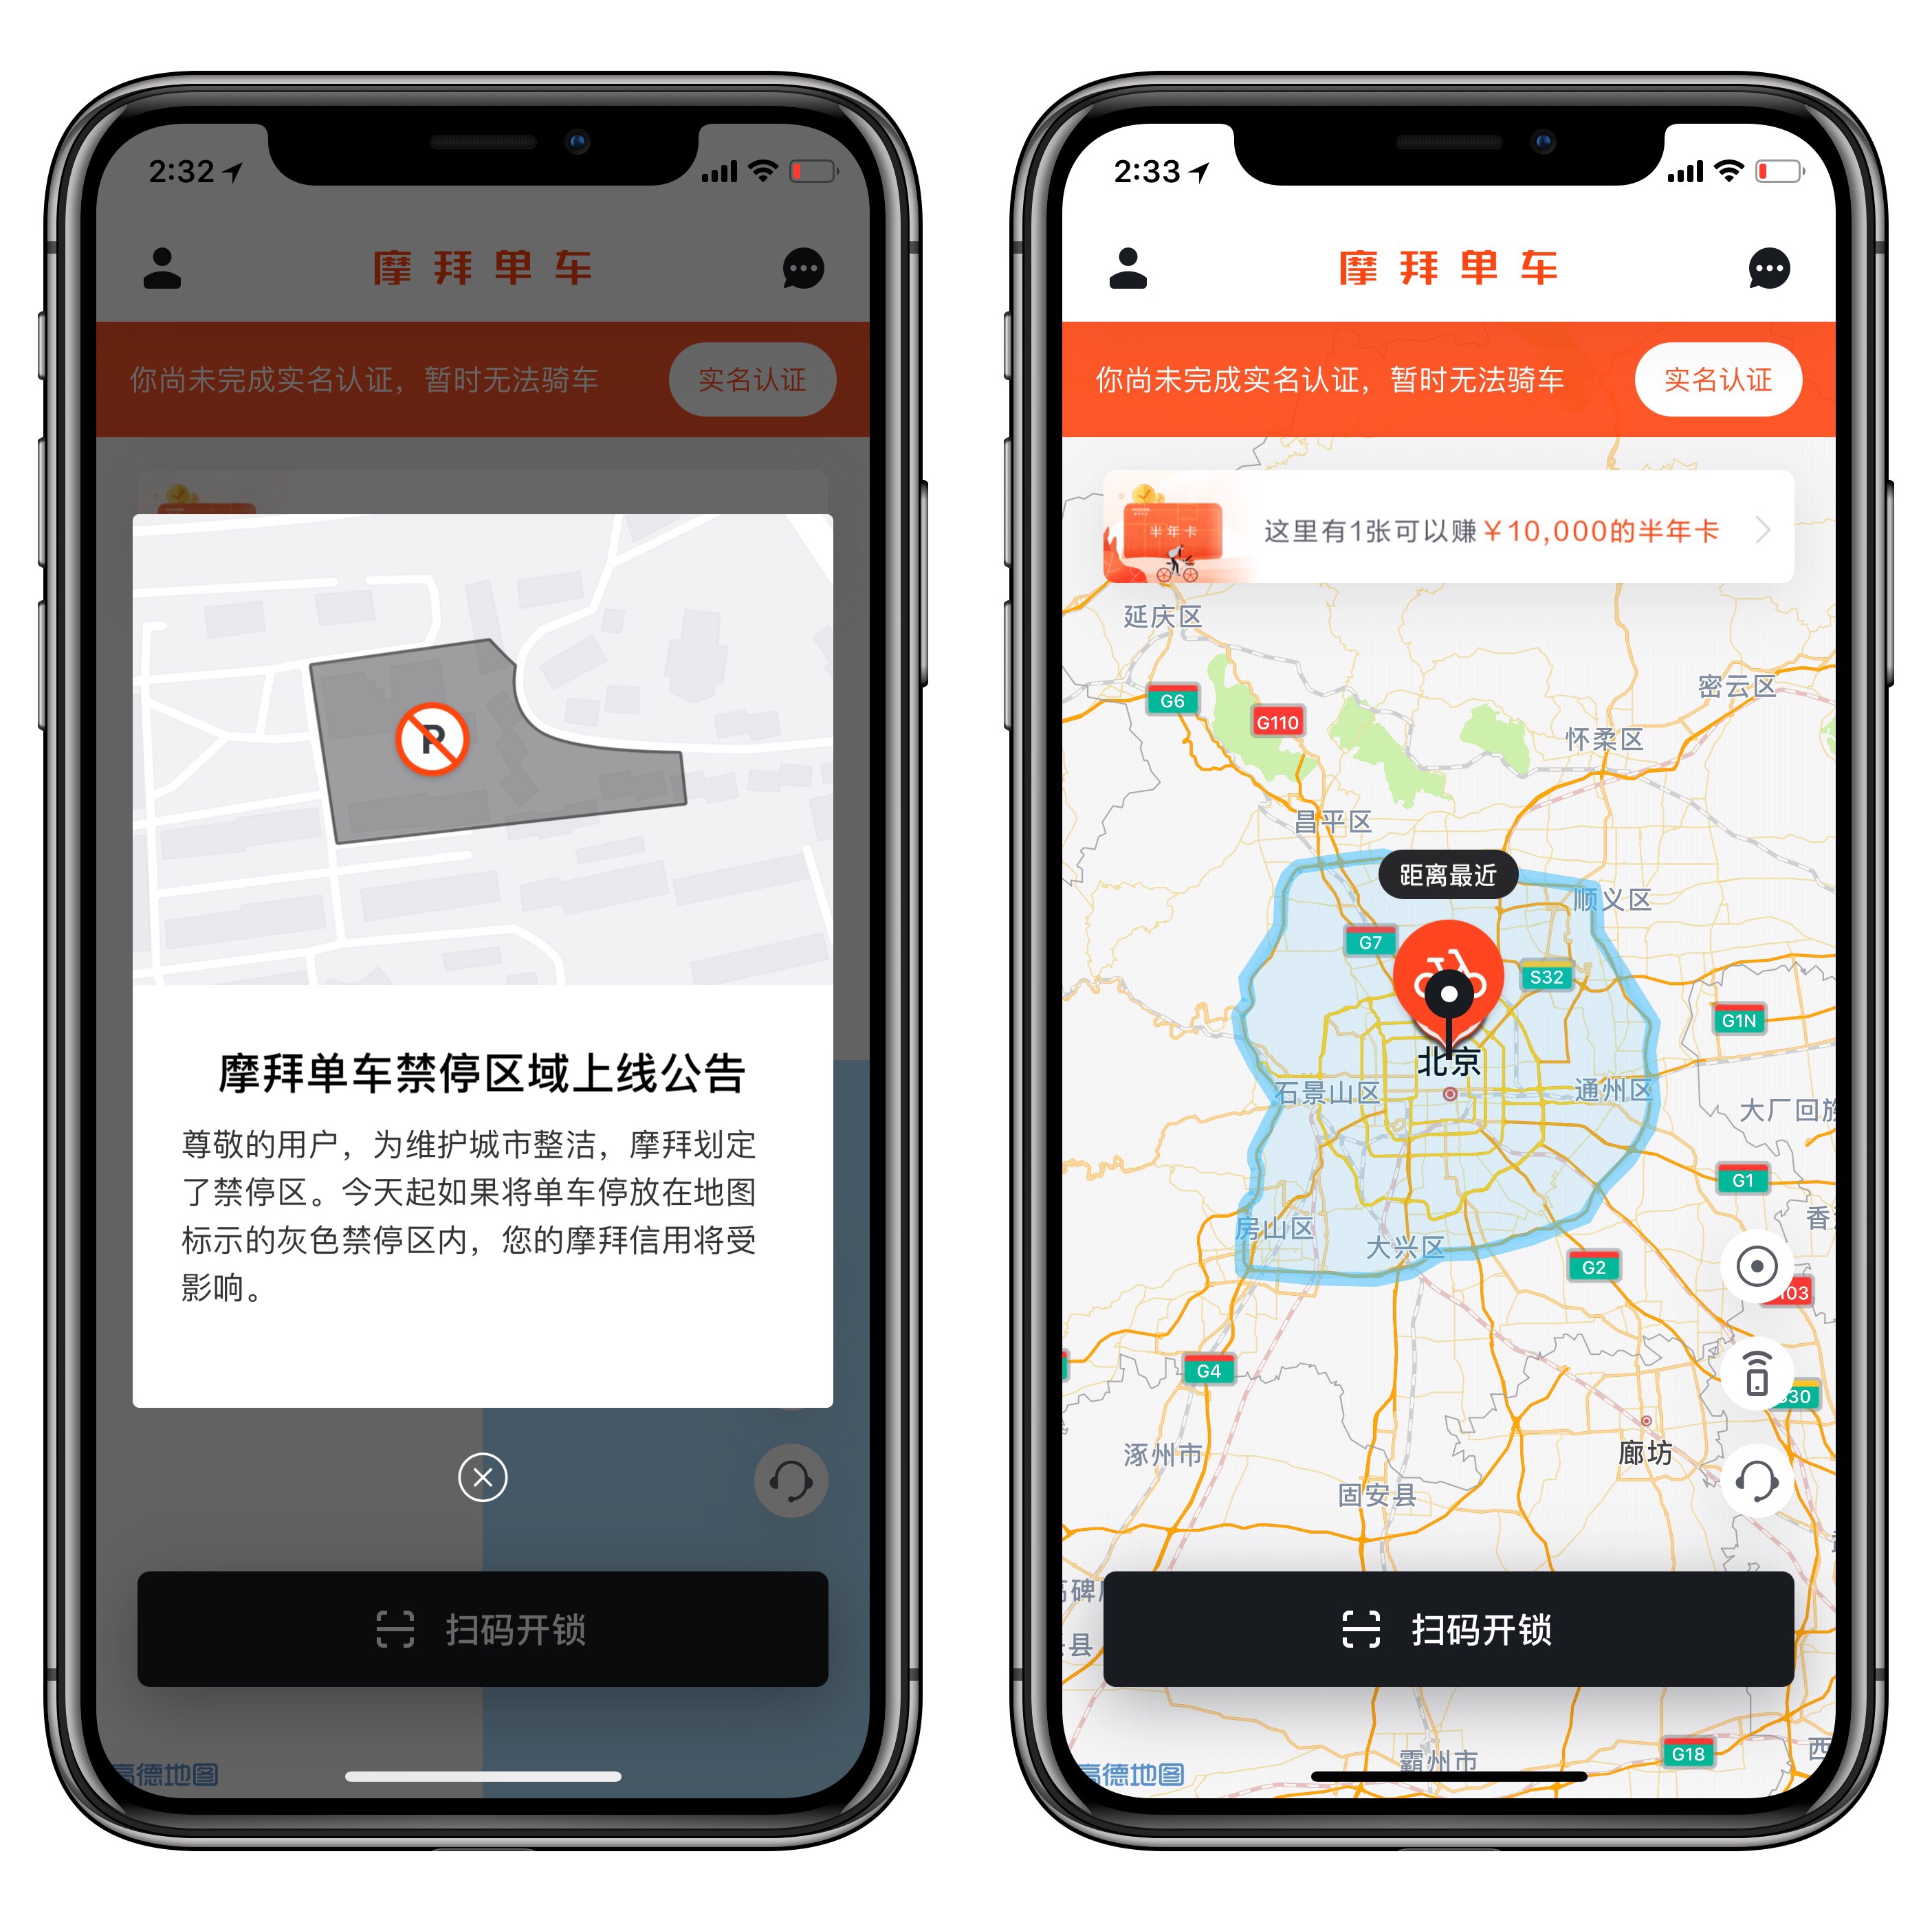 2:32
摩拜单车
你尚未完成实名认证，暂时无法骑车
实名认证
P
摩拜单车禁停区域上线公告
尊敬的用户，为维护城市整洁，摩拜划定
了禁停区。今天起如果将单车停放在地图
标示的灰色禁停区内，您的摩拜信用将受
影响。
扫码开锁
高德地图
2:33
摩拜单车
你尚未完成实名认证，暂时无法骑车
实名认证
半年卡
这里有1张可以赚￥10,000的半年卡
延庆区
密云区
G6
G110
怀柔区
昌平区
距离最近
顺义区
G7
S32
G1N
北京
石景山区
通州区
大厂回族
G1
香
房山区
大兴区
G2
103
G4
S30
涿州市
廊坊
固安县
高碑
县
扫码开锁
霸州市
G18
西
高德地图